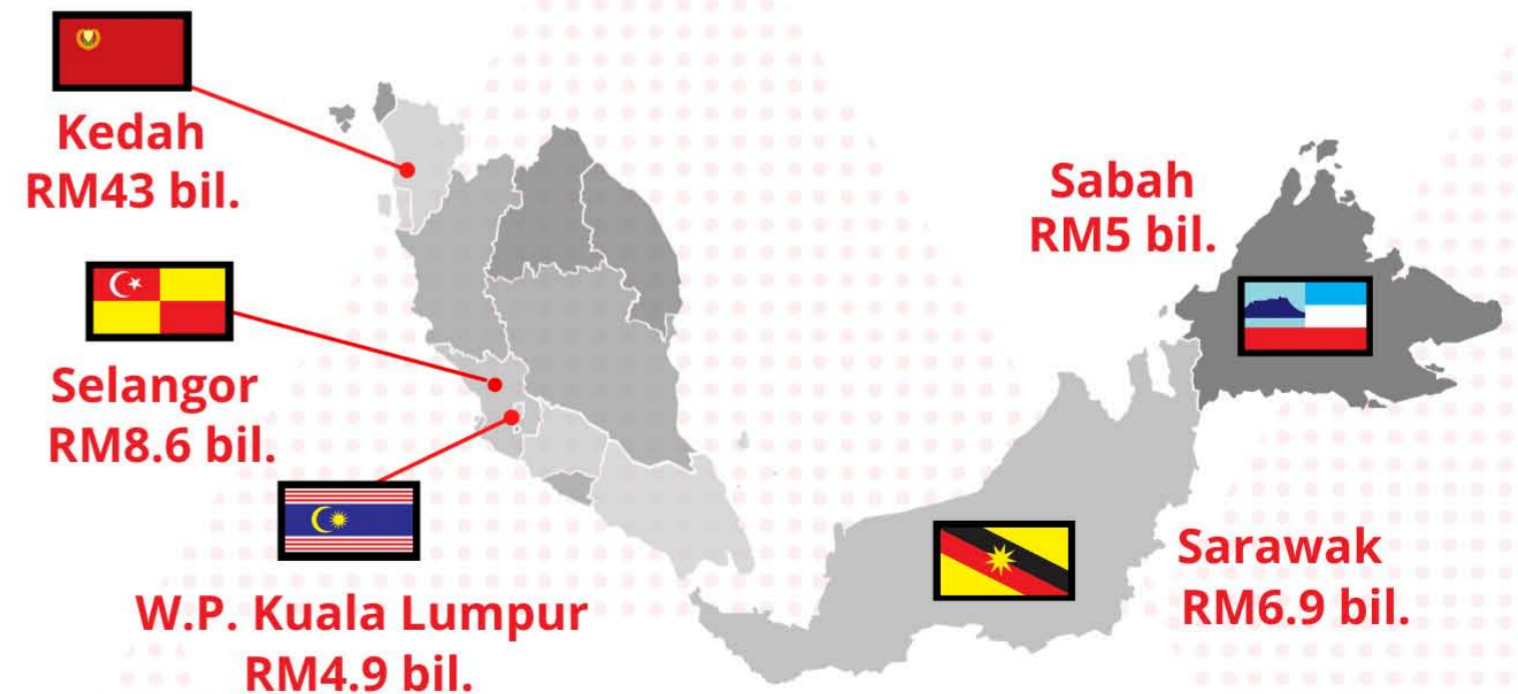 Kedah
RM43 bil.
Selangor
RM8.6 bil.
W.P. Kuala Lumpur
RM4.9 bil.
Sabah
RM5 bil.
Sarawak
RM6.9 bil.